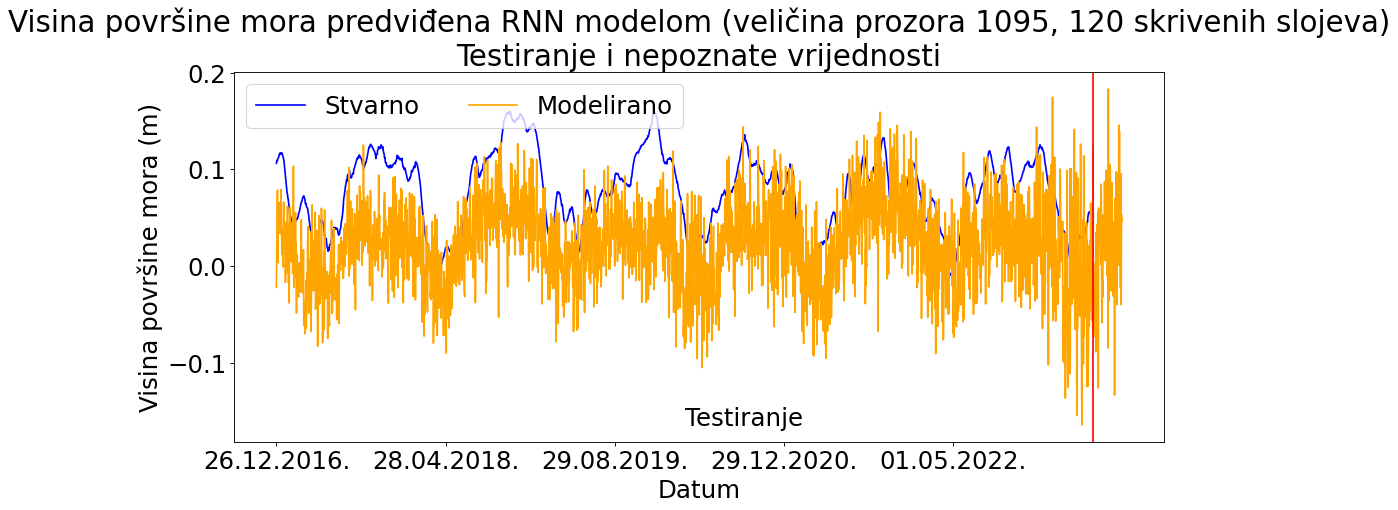 Visina površine mora predviđena RNN modelom (veličina prozora 1095, 120 skrivenih slojeva)
Testiranje i nepoznate vrijednosti
Stvarno
Modelirano
Visina površine mora (m)
0.2
0.1
0.0
−0.1
Testiranje
26.12.2016.
28.04.2018.
29.08.2019.
29.12.2020.
01.05.2022.
Datum